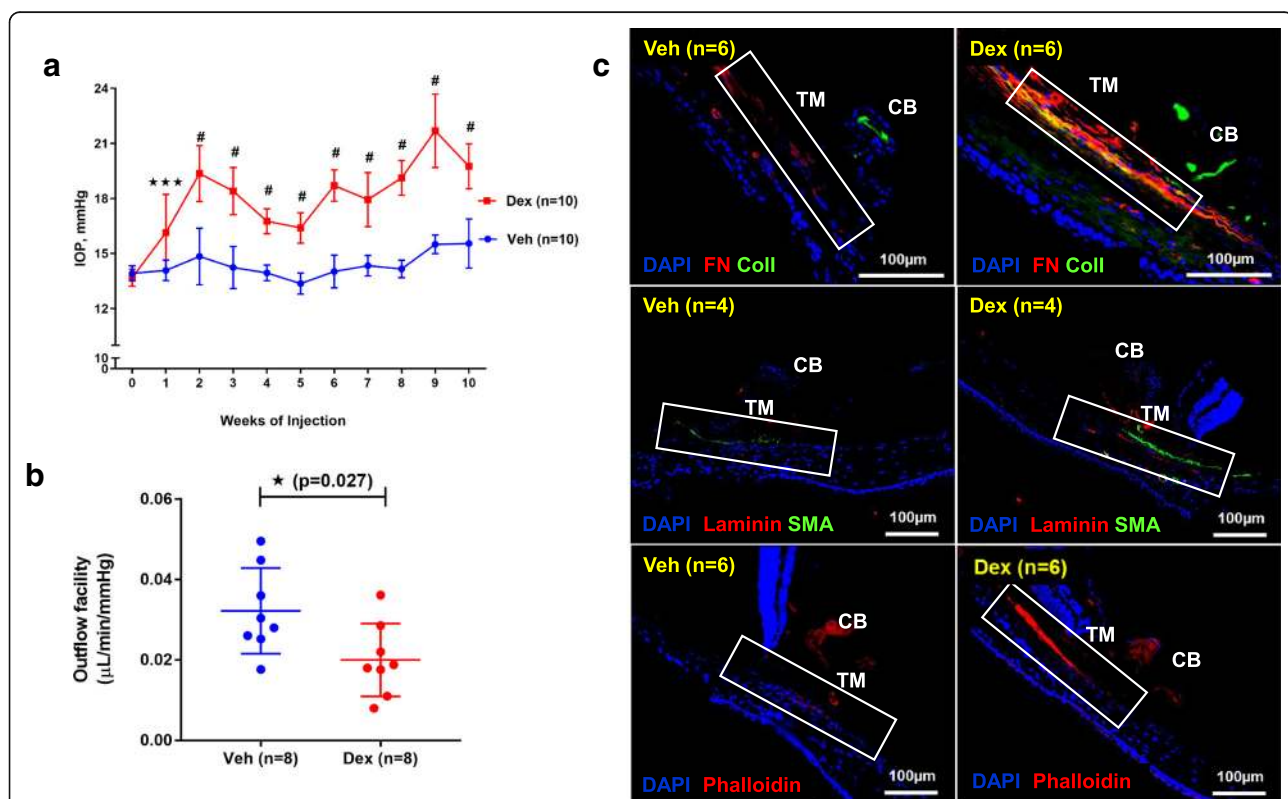 a
24
21
18
15
13
10
0
IOP, mmHg
★★★
#
#
#
#
#
#
#
#
#
Dex (n=10)
Veh (n=10)
0 1 2 3 4 5 6 7 8 9 10
Weeks of Injection
b
★ (p=0.027)
0.06
0.04
0.02
0.00
Outflow facility
(µL/min/mmHg)
Veh (n=8) Dex (n=8)
c
Veh (n=6)
TM
CB
DAPI FN Coll
100µm
Dex (n=6)
TM
CB
DAPI FN Coll
100µm
Veh (n=4)
CB
TM
DAPI Laminin SMA
100µm
Dex (n=4)
CB
TM
DAPI Laminin SMA
100µm
Veh (n=6)
CB
TM
DAPI Phalloidin
100µm
Dex (n=6)
TM
CB
DAPI Phalloidin
100µm